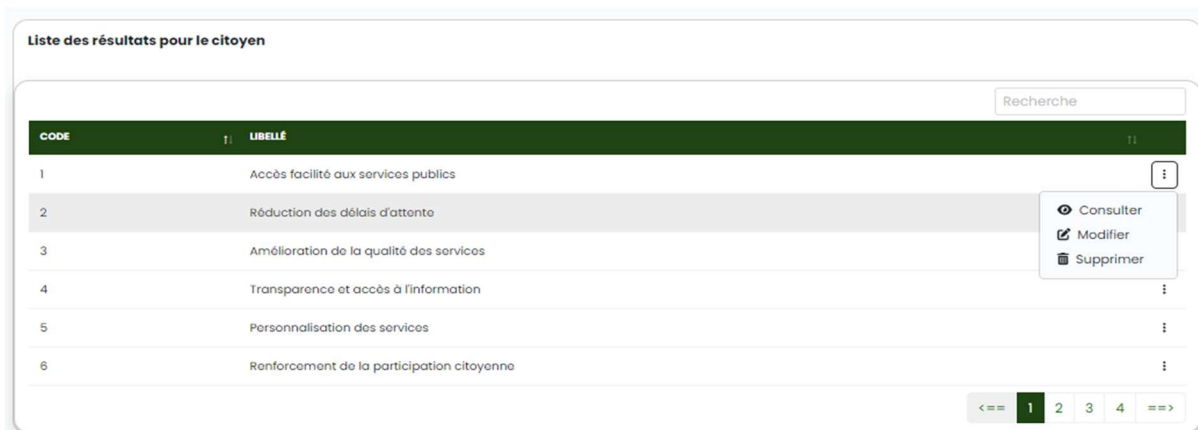 Liste des résultats pour le citoyen
Recherche
CODE ↑↓ LIBELLÉ ↑↓
1 Accès facilité aux services publics
2 Réduction des délais d'attente
Consulter
3 Amélioration de la qualité des services
Modifier
Supprimer
4 Transparence et accès à l'information
5 Personnalisation des services
6 Renforcement de la participation citoyenne
<== 1 2 3 4 ==>